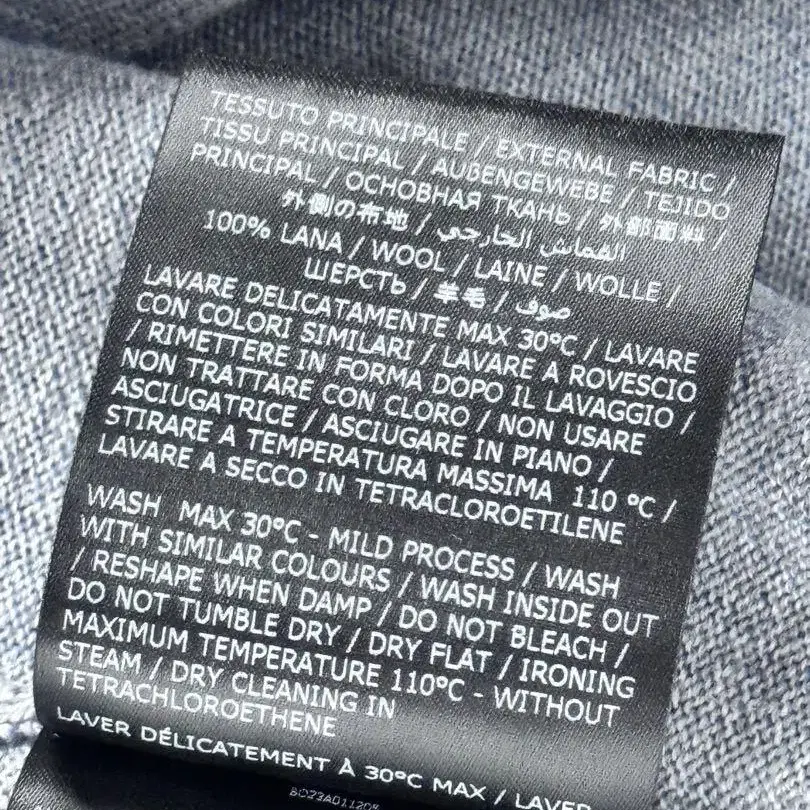 TESSUTO PRINCIPALE / EXTERNAL FABRIC /
TISSU PRINCIPAL / AUßENGEWEBE / TEJIDO
PRINCIPAL / ОСНОВНАЯ ТКАНЬ / 外部面料 /
外側の布地 / القماش الخارجي
100% LANA / WOOL / LAINE / WOLLE /
ШЕРСТЬ / 羊毛 / صوف
LAVARE DELICATAMENTE MAX 30°C / LAVARE
CON COLORI SIMILARI / LAVARE A ROVESCIO
/ RIMETTERE IN FORMA DOPO IL LAVAGGIO /
NON TRATTARE CON CLORO / NON USARE
ASCIUGATRICE / ASCIUGARE IN PIANO /
STIRARE A TEMPERATURA MASSIMA 110 °C /
LAVARE A SECCO IN TETRACLOROETILENE
WASH MAX 30°C - MILD PROCESS / WASH
WITH SIMILAR COLOURS / WASH INSIDE OUT
/ RESHAPE WHEN DAMP / DO NOT BLEACH /
DO NOT TUMBLE DRY / DRY FLAT / IRONING
MAXIMUM TEMPERATURE 110°C - WITHOUT
STEAM / DRY CLEANING IN
TETRACHLOROETHENE
LAVER DÉLICATEMENT À 30°C MAX / LAVER